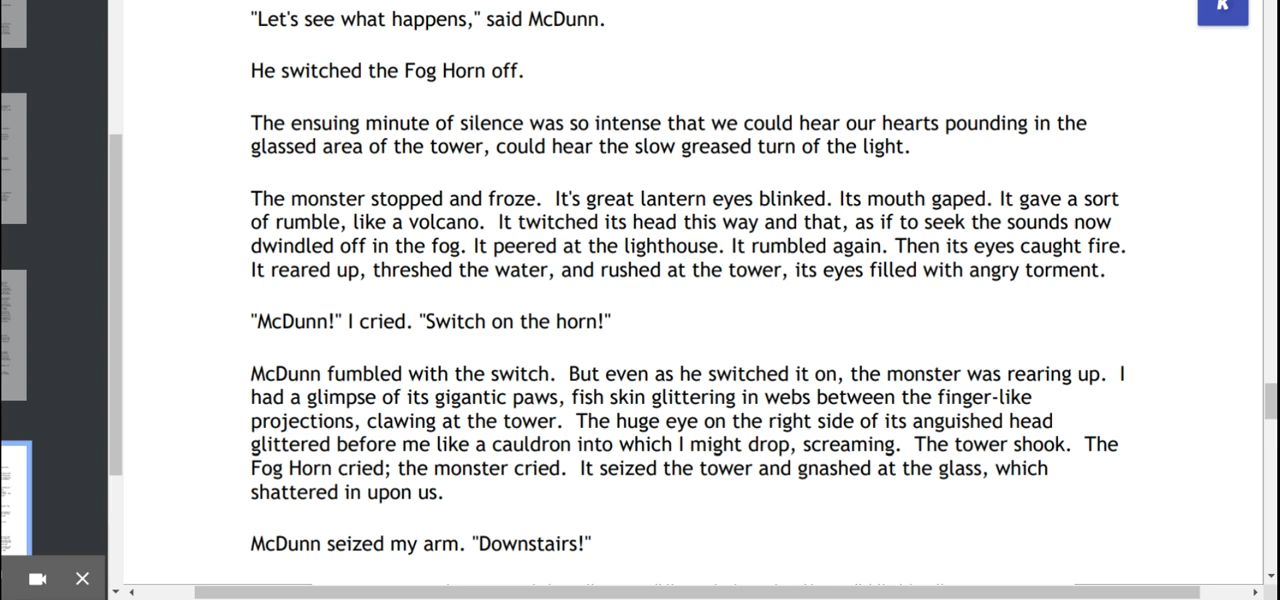 "Let's see what happens," said McDunn.
He switched the Fog Horn off.
The ensuing minute of silence was so intense that we could hear our hearts pounding in the
glassed area of the tower, could hear the slow greased turn of the light.
The monster stopped and froze.  It's great lantern eyes blinked. Its mouth gaped. It gave a sort
of rumble, like a volcano.  It twitched its head this way and that, as if to seek the sounds now
dwindled off in the fog. It peered at the lighthouse. It rumbled again. Then its eyes caught fire.
It reared up, threshed the water, and rushed at the tower, its eyes filled with angry torment.
"McDunn!" I cried. "Switch on the horn!"
McDunn fumbled with the switch.  But even as he switched it on, the monster was rearing up.  I
had a glimpse of its gigantic paws, fish skin glittering in webs between the finger-like
projections, clawing at the tower.  The huge eye on the right side of its anguished head
glittered before me like a cauldron into which I might drop, screaming.  The tower shook.  The
Fog Horn cried; the monster cried.  It seized the tower and gnashed at the glass, which
shattered in upon us.
McDunn seized my arm. "Downstairs!"